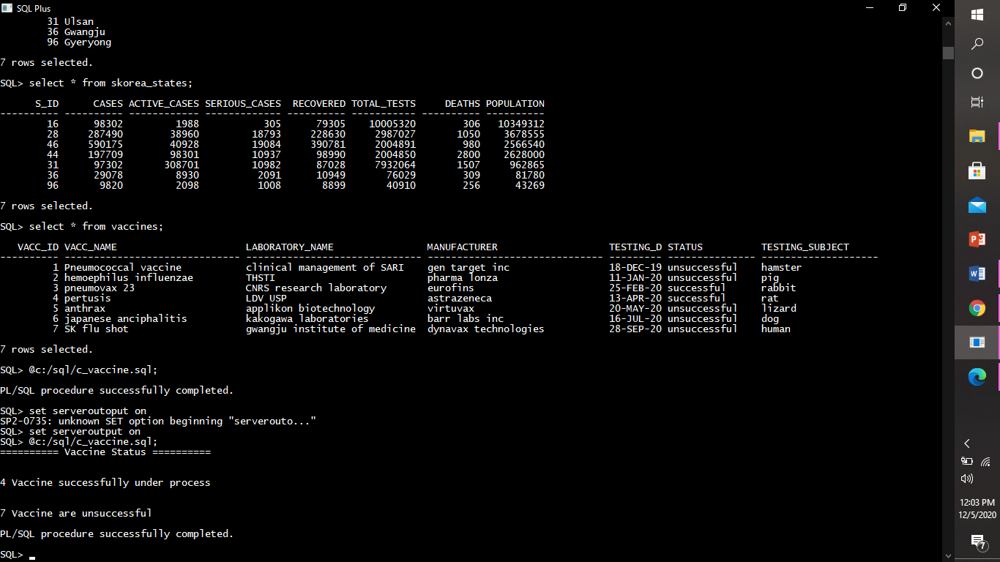 SQL Plus
31 Ulsan
36 Gwangju
96 Gyeryong
7 rows selected.
SQL> select * from skorea_states;
S_ID CASES ACTIVE_CASES SERIOUS_CASES RECOVERED TOTAL_TESTS DEATHS POPULATION
---------- ---------- ------------ ------------- ---------- ----------- ---------- ----------
16 98302 1988 305 79305 10005320 306 10349312
28 287490 38960 18793 228630 2987027 1050 3678555
46 590175 40928 19084 390781 2004891 980 2566540
44 197709 98301 10937 98990 2004850 2800 2628000
31 97302 308701 10982 87028 7932064 1507 962865
36 29078 8930 2091 10949 76029 309 81780
96 9820 2098 1008 8899 40910 256 43269
7 rows selected.
SQL> select * from vaccines;
VACC_ID VACC_NAME LABORATORY_NAME MANUFACTURER TESTING_D STATUS TESTING_SUBJECT
---------- ------------------------------ ------------------------------ ------------------------------ --------- --------------- --------------------
1 Pneumococcal vaccine clinical management of SARI gen target inc 18-DEC-19 unsuccessful hamster
2 hemoephilus influenzae THSTI pharma lonza 11-JAN-20 unsuccessful pig
3 pneumovax 23 CNRS research laboratory eurofins 25-FEB-20 successful rabbit
4 pertusis LDV USP astrazeneca 13-APR-20 successful rat
5 anthrax applikon biotechnology virtuvax 20-MAY-20 unsuccessful lizard
6 japanese anciphalitis kakogawa laboratories barr labs inc 16-JUL-20 unsuccessful dog
7 SK flu shot gwangju institute of medicine dynavax technologies 28-SEP-20 unsuccessful human
7 rows selected.
SQL> @c:/sql/c_vaccine.sql;
PL/SQL procedure successfully completed.
SQL> set serveroutoput on
SP2-0735: unknown SET option beginning "serverouto..."
SQL> set serveroutput on
SQL> @c:/sql/c_vaccine.sql;
========== Vaccine Status ==========
4 Vaccine successfully under process
7 Vaccine are unsuccessful
PL/SQL procedure successfully completed.
SQL>
12:03 PM
12/5/2020
7